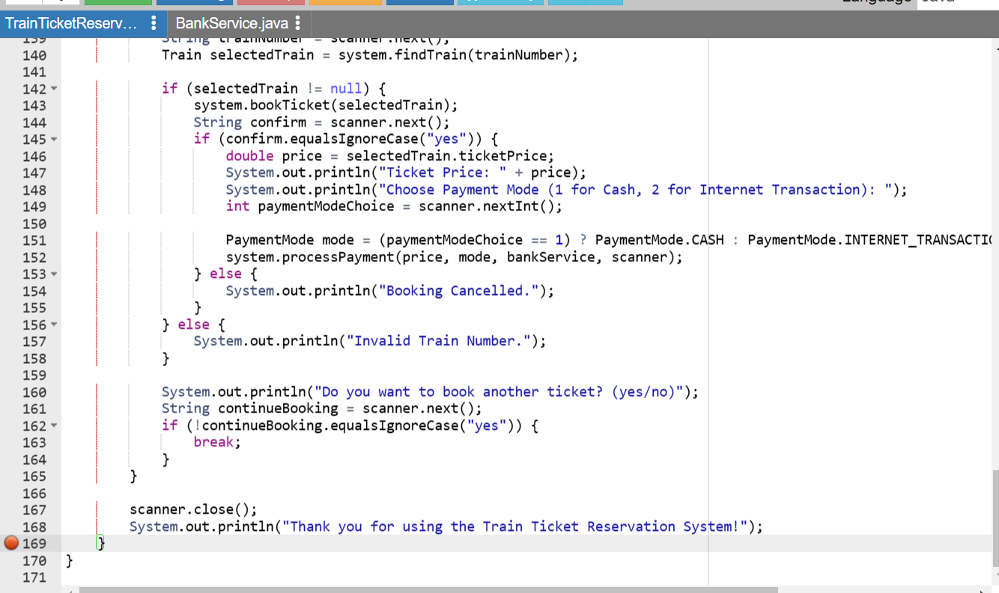 Language Java
TrainTicketReserv... BankService.java
139 String trainNumber = scanner.next();
140 Train selectedTrain = system.findTrain(trainNumber);
141
142 if (selectedTrain != null) {
143 system.bookTicket(selectedTrain);
144 String confirm = scanner.next();
145 if (confirm.equalsIgnoreCase("yes")) {
146 double price = selectedTrain.ticketPrice;
147 System.out.println("Ticket Price: " + price);
148 System.out.println("Choose Payment Mode (1 for Cash, 2 for Internet Transaction): ");
149 int paymentModeChoice = scanner.nextInt();
150
151 PaymentMode mode = (paymentModeChoice == 1) ? PaymentMode.CASH : PaymentMode.INTERNET_TRANSACTIO
152 system.processPayment(price, mode, bankService, scanner);
153 } else {
154 System.out.println("Booking Cancelled.");
155 }
156 } else {
157 System.out.println("Invalid Train Number.");
158 }
159
160 System.out.println("Do you want to book another ticket? (yes/no)");
161 String continueBooking = scanner.next();
162 if (!continueBooking.equalsIgnoreCase("yes")) {
163 break;
164 }
165 }
166
167 scanner.close();
168 System.out.println("Thank you for using the Train Ticket Reservation System!");
169 }
170 }
171